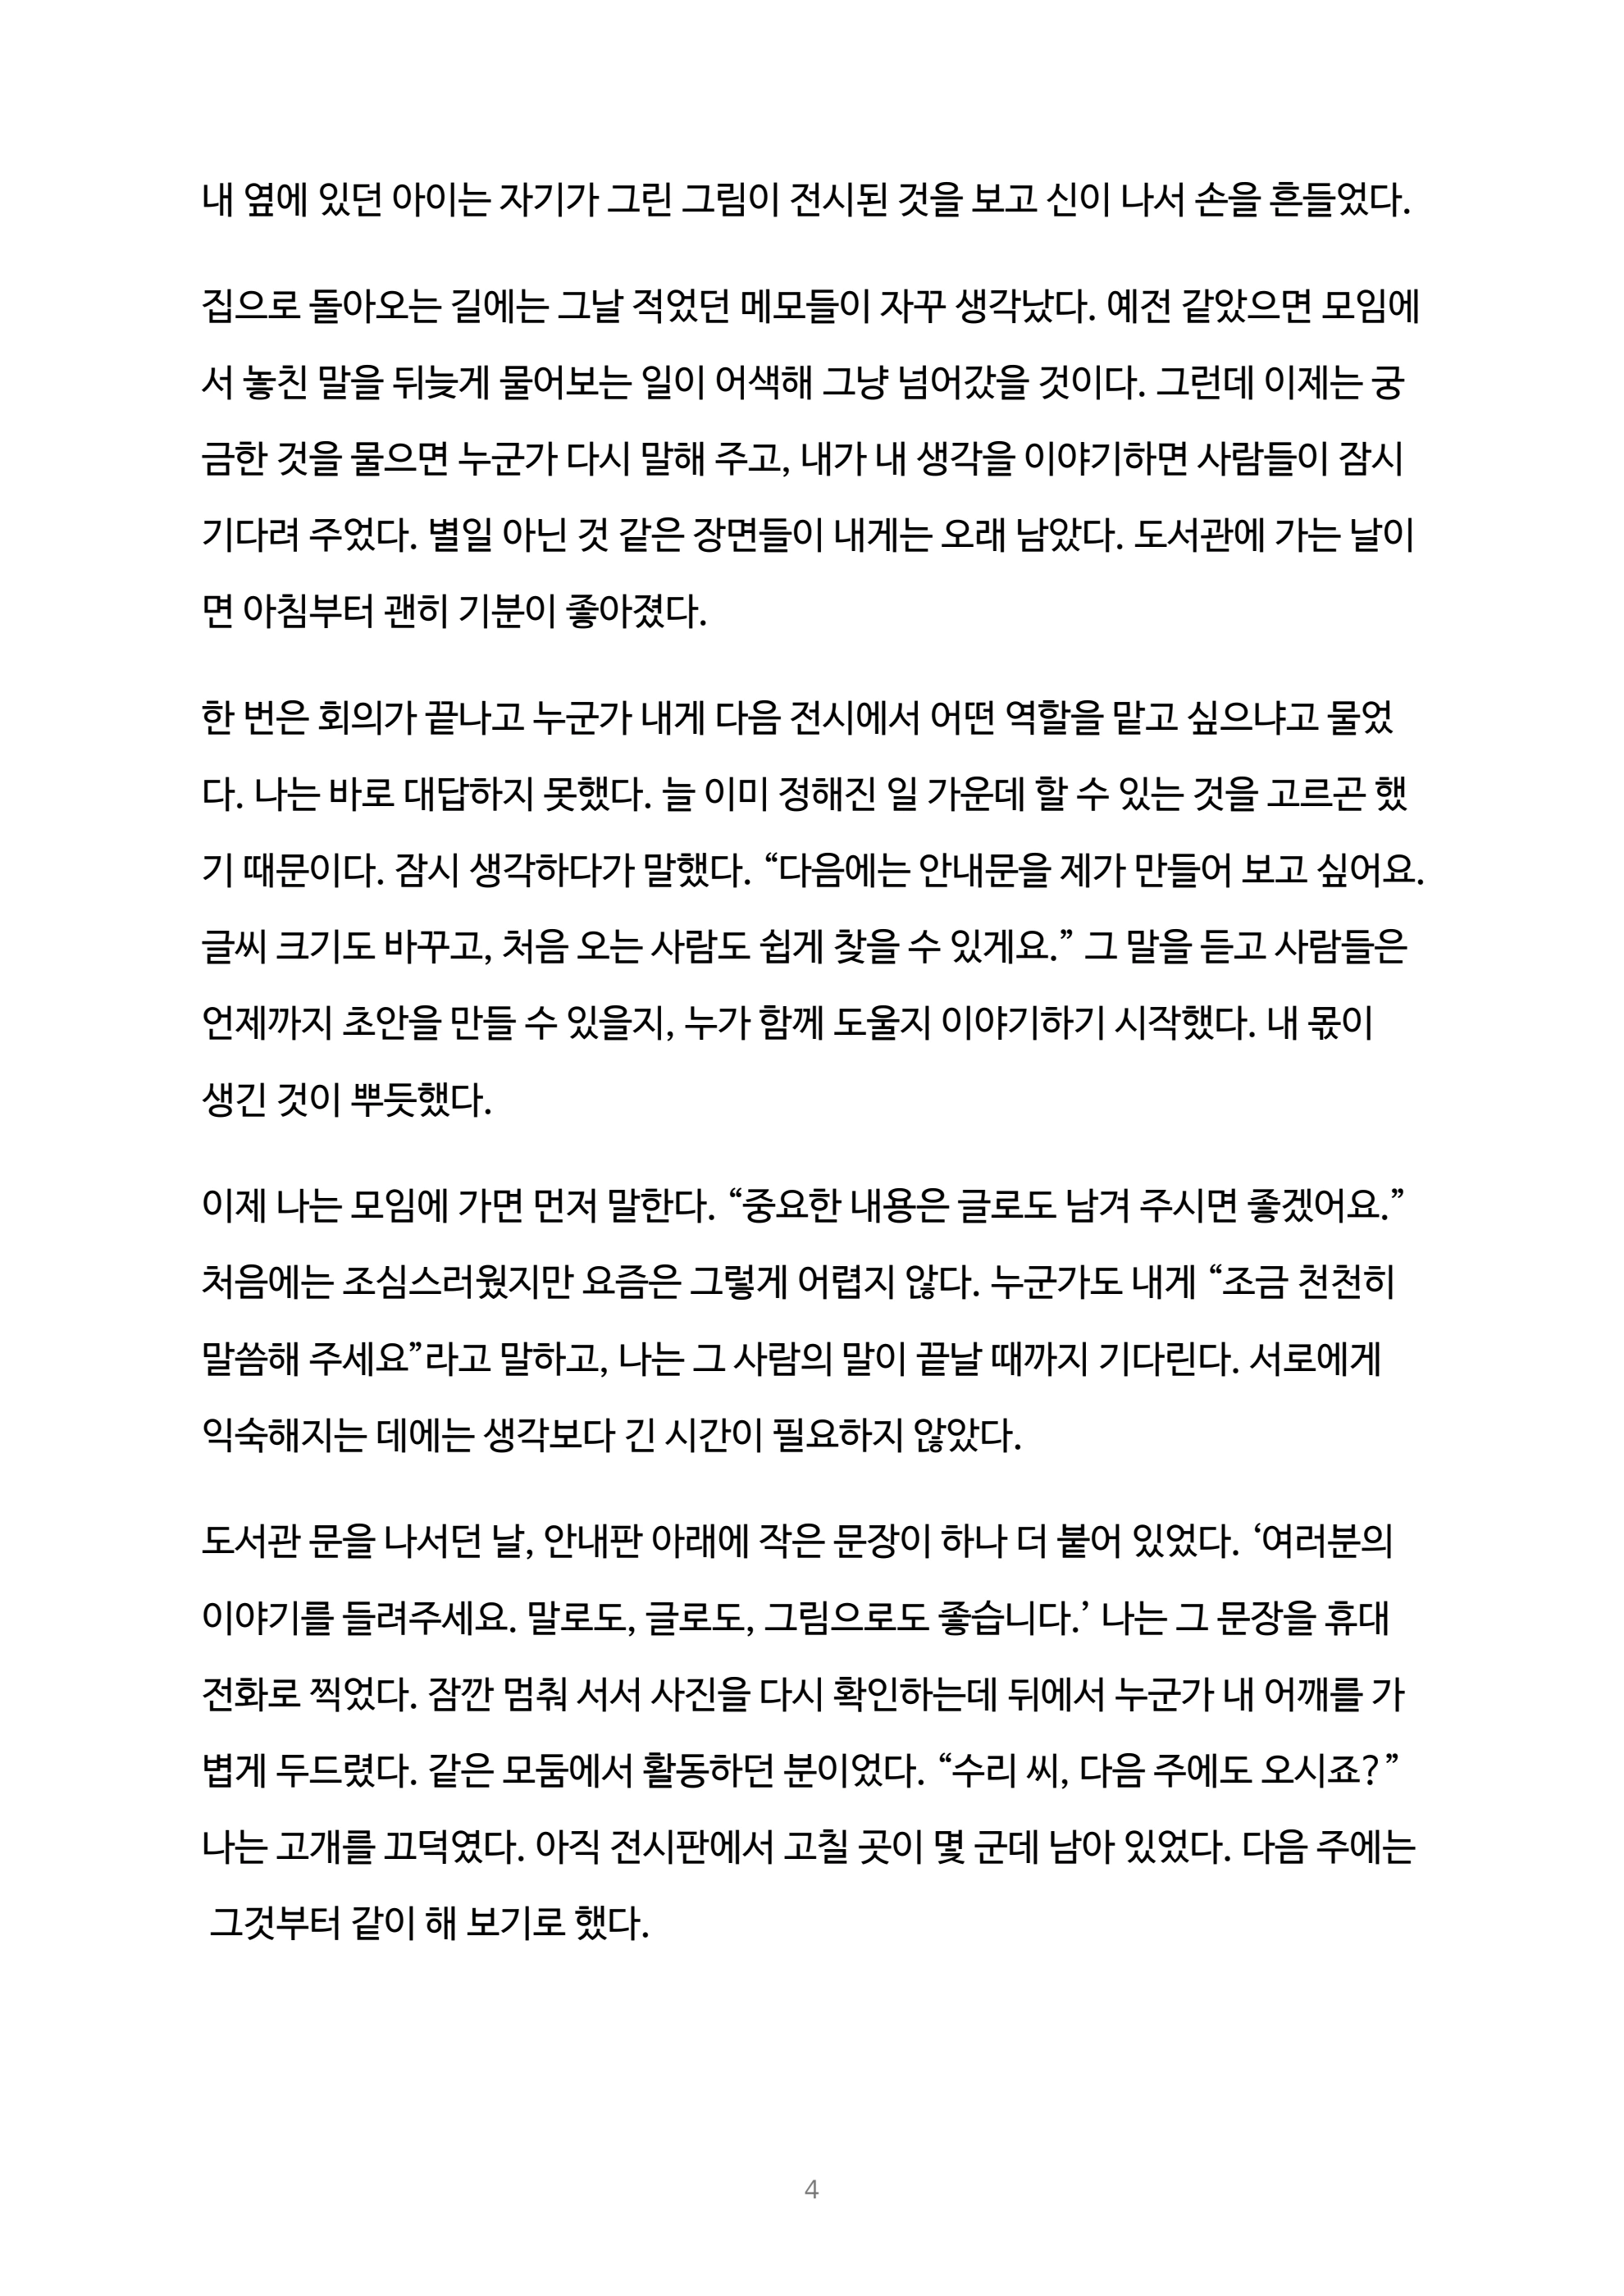 내 옆에 있던 아이는 자기가 그린 그림이 전시된 것을 보고 신이 나서 손을 흔들었다.
집으로 돌아오는 길에는 그날 적었던 메모들이 자꾸 생각났다. 예전 같았으면 모임에
서 놓친 말을 뒤늦게 물어보는 일이 어색해 그냥 넘어갔을 것이다. 그런데 이제는 궁
금한 것을 물으면 누군가 다시 말해 주고, 내가 내 생각을 이야기하면 사람들이 잠시
기다려 주었다. 별일 아닌 것 같은 장면들이 내게는 오래 남았다. 도서관에 가는 날이
면 아침부터 괜히 기분이 좋아졌다.
한 번은 회의가 끝나고 누군가 내게 다음 전시에서 어떤 역할을 맡고 싶으냐고 물었
다. 나는 바로 대답하지 못했다. 늘 이미 정해진 일 가운데 할 수 있는 것을 고르곤 했
기 때문이다. 잠시 생각하다가 말했다. “다음에는 안내문을 제가 만들어 보고 싶어요.
글씨 크기도 바꾸고, 처음 오는 사람도 쉽게 찾을 수 있게요.” 그 말을 듣고 사람들은
언제까지 초안을 만들 수 있을지, 누가 함께 도울지 이야기하기 시작했다. 내 몫이
생긴 것이 뿌듯했다.
이제 나는 모임에 가면 먼저 말한다. “중요한 내용은 글로도 남겨 주시면 좋겠어요.”
처음에는 조심스러웠지만 요즘은 그렇게 어렵지 않다. 누군가도 내게 “조금 천천히
말씀해 주세요”라고 말하고, 나는 그 사람의 말이 끝날 때까지 기다린다. 서로에게
익숙해지는 데에는 생각보다 긴 시간이 필요하지 않았다.
도서관 문을 나서던 날, 안내판 아래에 작은 문장이 하나 더 붙어 있었다. ‘여러분의
이야기를 들려주세요. 말로도, 글로도, 그림으로도 좋습니다.’ 나는 그 문장을 휴대
전화로 찍었다. 잠깐 멈춰 서서 사진을 다시 확인하는데 뒤에서 누군가 내 어깨를 가
볍게 두드렸다. 같은 모둠에서 활동하던 분이었다. “수리 씨, 다음 주에도 오시죠?”
나는 고개를 끄덕였다. 아직 전시판에서 고칠 곳이 몇 군데 남아 있었다. 다음 주에는
그것부터 같이 해 보기로 했다.
4